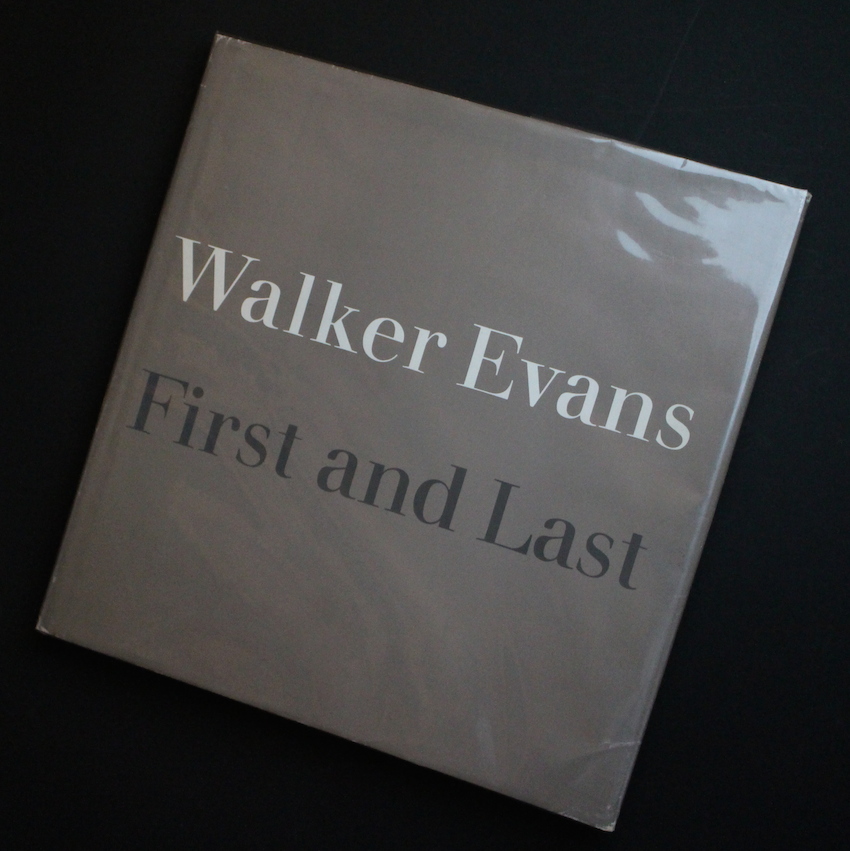 Walker Evans
First and Last